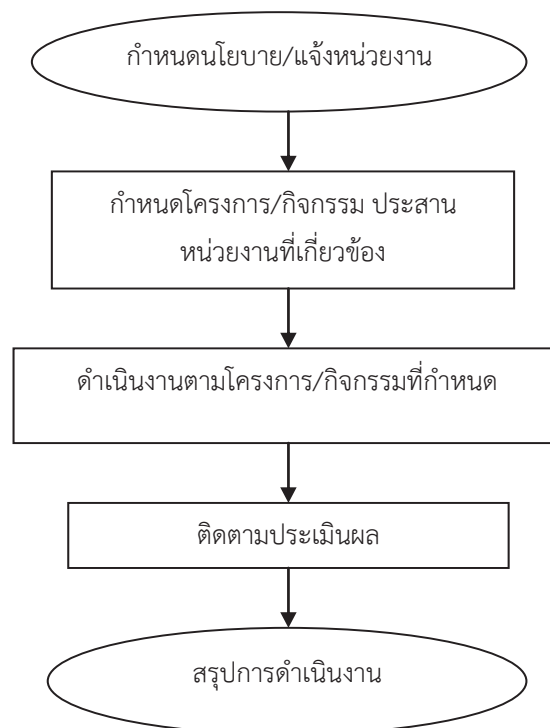 กำหนดนโยบาย/แจ้งหน่วยงาน
กำหนดโครงการ/กิจกรรม ประสาน
หน่วยงานที่เกี่ยวข้อง
ดำเนินงานตามโครงการ/กิจกรรมที่กำหนด
ติดตามประเมินผล
สรุปการดำเนินงาน